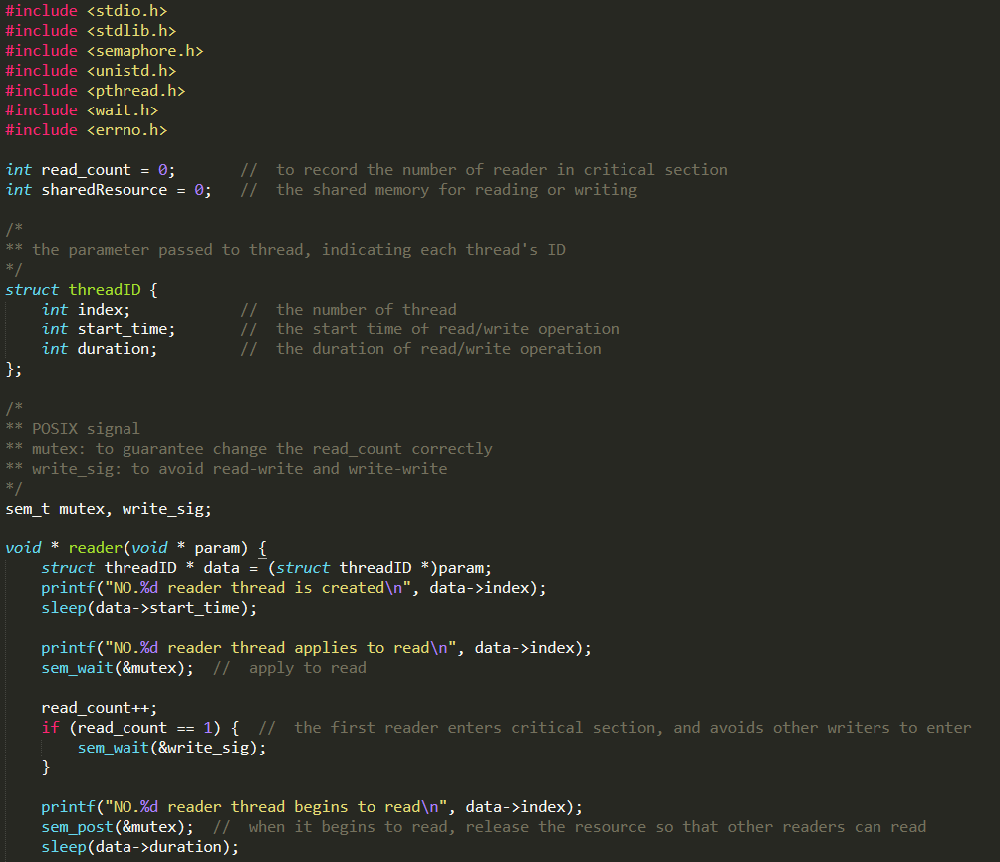 #include <stdio.h>
#include <stdlib.h>
#include <semaphore.h>
#include <unistd.h>
#include <pthread.h>
#include <wait.h>
#include <errno.h>
int read_count = 0;       //  to record the number of reader in critical section
int sharedResource = 0;   //  the shared memory for reading or writing
/*
** the parameter passed to thread, indicating each thread's ID
*/
struct threadID {
    int index;            //  the number of thread
    int start_time;       //  the start time of read/write operation
    int duration;         //  the duration of read/write operation
};
/*
** POSIX signal
** mutex: to guarantee change the read_count correctly
** write_sig: to avoid read-write and write-write
*/
sem_t mutex, write_sig;
void * reader(void * param) {
    struct threadID * data = (struct threadID *)param;
    printf("NO.%d reader thread is created\n", data->index);
    sleep(data->start_time);
    printf("NO.%d reader thread applies to read\n", data->index);
    sem_wait(&mutex);  //  apply to read
    read_count++;
    if (read_count == 1) {  //  the first reader enters critical section, and avoids other writers to enter
        sem_wait(&write_sig);
    }
    printf("NO.%d reader thread begins to read\n", data->index);
    sem_post(&mutex);  //  when it begins to read, release the resource so that other readers can read
    sleep(data->duration);